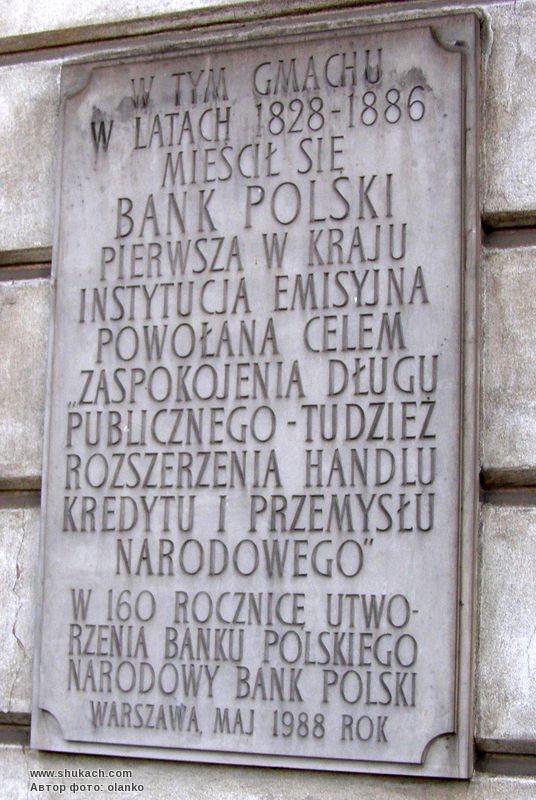 W TYM GMACHU
W LATACH 1828-1886
MIEŚCIŁ SIĘ
BANK POLSKI
PIERWSZA W KRAJU
INSTYTUCJA EMISYJNA
POWOŁANA CELEM
„ZASPOKOJENIA DŁUGU
PUBLICZNEGO - TUDZIEŻ
ROZSZERZENIA HANDLU
KREDYTU I PRZEMYSŁU
NARODOWEGO”
W 160 ROCZNICE UTWO-
RZENIA BANKU POLSKIEGO
NARODOWY BANK POLSKI
WARSZAWA, MAJ 1988 ROK
www.shukach.com
Автор фото: olanko